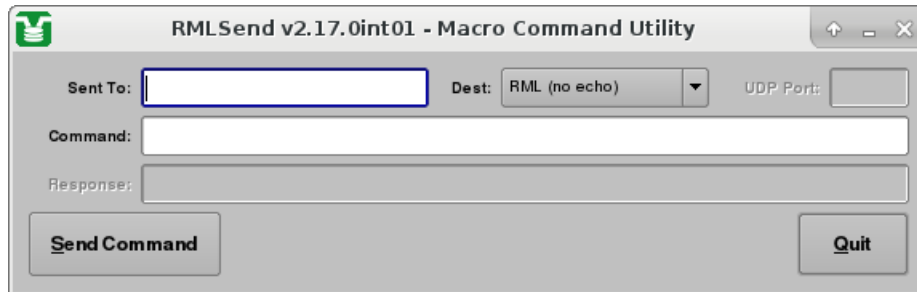 RMLSend v2.17.0int01 - Macro Command Utility
Sent To: Dest: RML (no echo) UDP Port:
Command:
Response:
Send Command Quit